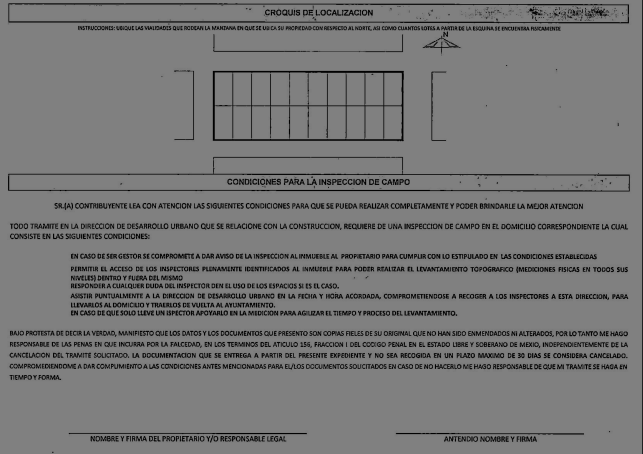 CROQUIS DE LOCALIZACION
INSTRUCCIONES: UBIQUE LAS VIALIDADES QUE RODEAN LA MANZANA EN QUE SE UBICA SU PROPIEDAD CON RESPECTO AL NORTE, ASI COMO CUANTOS LOTES A PARTIR DE LA ESQUINA SE ENCUENTRA FISICAMENTE
N
CONDICIONES PARA LA INSPECCION DE CAMPO
SR.(A) CONTRIBUYENTE LEA CON ATENCION LAS SIGUIENTES CONDICIONES PARA QUE SE PUEDA REALIZAR COMPLETAMENTE Y PODER BRINDARLE LA MEJOR ATENCION
TODO TRAMITE EN LA DIRECCION DE DESARROLLO URBANO QUE SE RELACIONE CON LA CONSTRUCCION, REQUIERE DE UNA INSPECCION DE CAMPO EN EL DOMICILIO CORRESPONDIENTE LA CUAL
CONSISTE EN LAS SIGUIENTES CONDICIONES:
EN CASO DE SER GESTOR SE COMPROMETE A DAR AVISO DE LA INSPECCION AL INMUEBLE AL PROPIETARIO PARA CUMPLIR CON LO ESTIPULADO EN LAS CONDICIONES ESTABLECIDAS
PERMITIR EL ACCESO DE LOS INSPECTORES PLENAMENTE IDENTIFICADOS AL INMUEBLE PARA PODER REALIZAR EL LEVANTAMIENTO TOPOGRAFICO (MEDICIONES FISICAS EN TODOS SUS
NIVELES) DENTRO Y FUERA DEL MISMO
RESPONDER A CUALQUER DUDA DEL INSPECTOR DEN EL USO DE LOS ESPACIOS SI ES EL CASO.
ASISTIR PUNTUALMENTE A LA DIRECCION DE DESARROLLO URBANO EN LA FECHA Y HORA ACORDADA, COMPROMETIENDOSE A RECOGER A LOS INSPECTORES A ESTA DIRECCION, PARA
LLEVARLOS AL DOMICILIO Y TRAERLOS DE VUELTA AL AYUNTAMIENTO.
EN CASO DE QUE SOLO LLEVE UN ISPECTOR APOYARLO EN LA MEDICION PARA AGILIZAR EL TIEMPO Y PROCESO DEL LEVANTAMIENTO.
BAJO PROTESTA DE DECIR LA VERDAD, MANIFIESTO QUE LOS DATOS Y LOS DOCUMENTOS QUE PRESENTO SON COPIAS FIELES DE SU ORIGINAL QUE NO HAN SIDO ENMENDADOS NI ALTERADOS, POR LO TANTO ME HAGO
RESPONSABLE DE LAS PENAS EN QUE INCURRA POR LA FALCEDAD, EN LOS TERMINOS DEL ATICULO 156, FRACCION I DEL CODIGO PENAL EN EL ESTADO LIBRE Y SOBERANO DE MEXIO, INDEPENDIENTEMENTE DE LA
CANCELACION DEL TRAMITE SOLICITADO. LA DOCUMENTACION QUE SE ENTREGA A PARTIR DEL PRESENTE EXPEDIENTE Y NO SEA RECOGIDA EN UN PLAZO MAXIMO DE 30 DIAS SE CONSIDERA CANCELADO.
COMPROMEDIENDOME A DAR COMPUMIENTO A LAS CONDICIONES ANTES MENCIONADAS PARA EL/LOS DOCUMENTOS SOLICITADOS EN CASO DE NO HACERLO ME HAGO RESPONSABLE DE QUE MI TRAMITE SE HAGA EN
TIEMPO Y FORMA.
NOMBRE Y FIRMA DEL PROPIETARIO Y/O RESPONSABLE LEGAL
ANTENDIO NOMBRE Y FIRMA